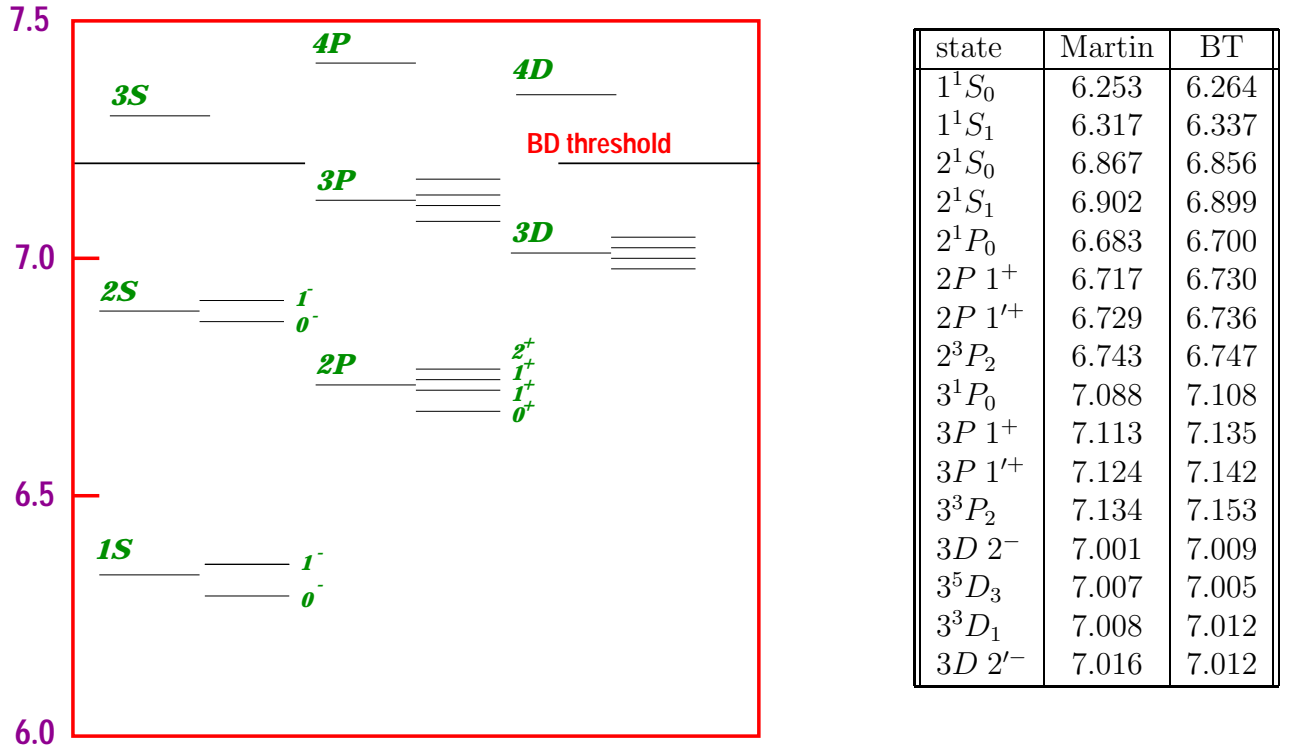 7.5
4P
4D
3S
BD threshold
3P
3D
7.0
2S
1-
0-
2P
2+
1+
1+
0+
6.5
1S
1-
0-
6.0
state Martin BT
1¹S₀ 6.253 6.264
1¹S₁ 6.317 6.337
2¹S₀ 6.867 6.856
2¹S₁ 6.902 6.899
2¹P₀ 6.683 6.700
2P 1⁺ 6.717 6.730
2P 1′⁺ 6.729 6.736
2³P₂ 6.743 6.747
3¹P₀ 7.088 7.108
3P 1⁺ 7.113 7.135
3P 1′⁺ 7.124 7.142
3³P₂ 7.134 7.153
3D 2⁻ 7.001 7.009
3⁵D₃ 7.007 7.005
3³D₁ 7.008 7.012
3D 2′⁻ 7.016 7.012